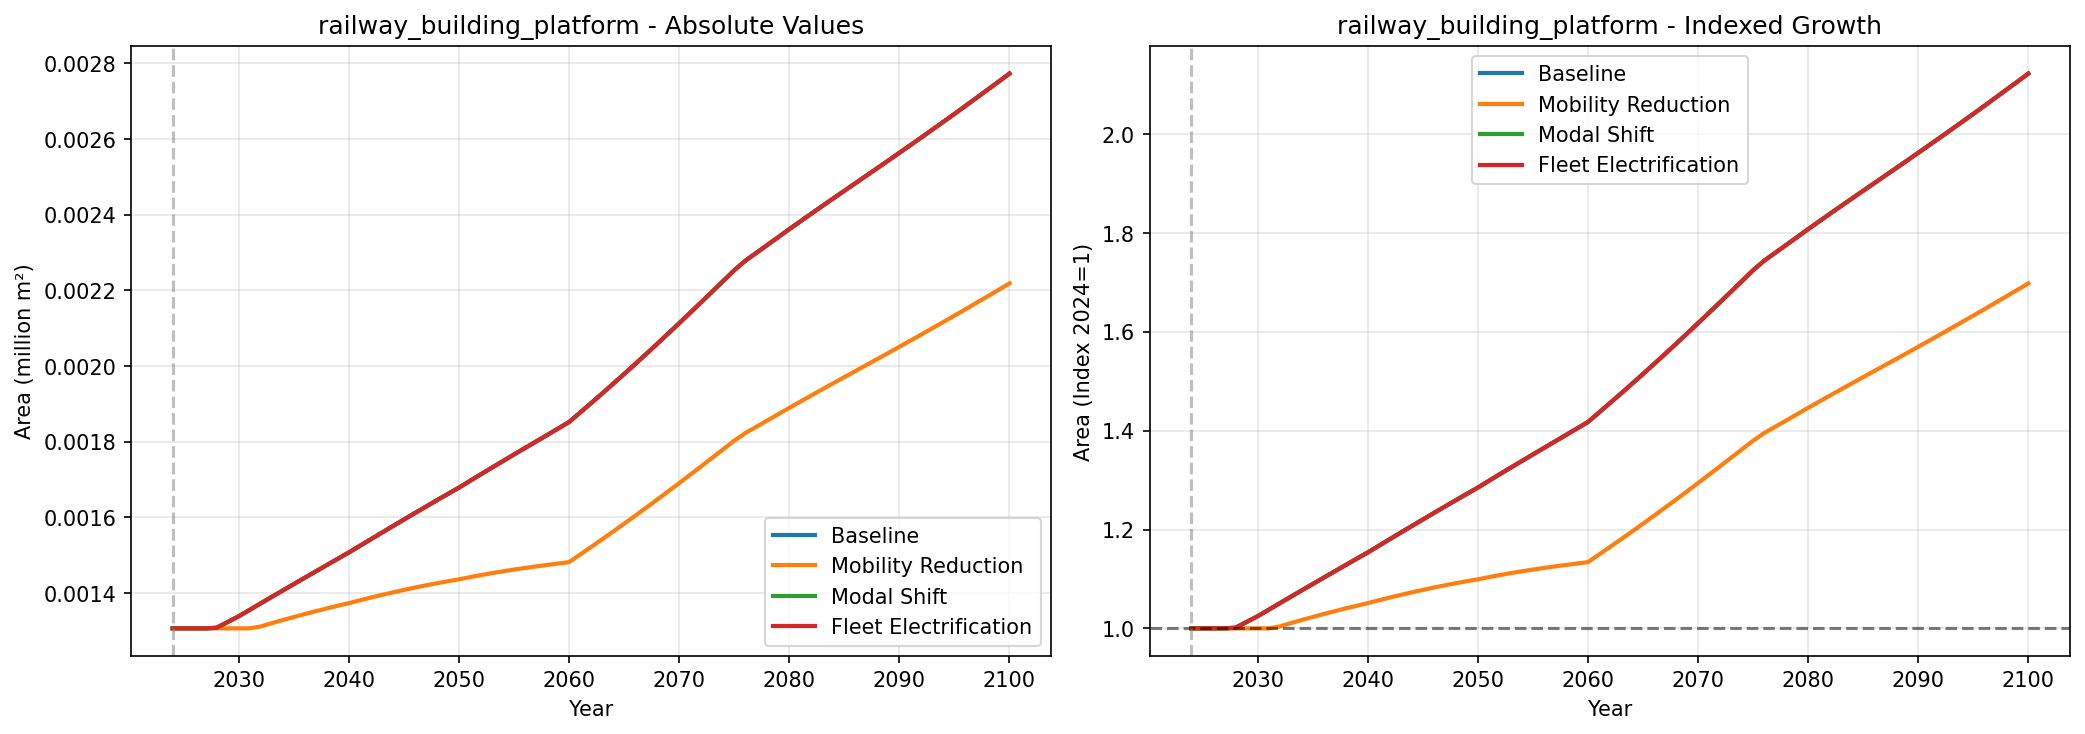 railway_building_platform - Absolute Values
Area (million m²)
0.0028
0.0026
0.0024
0.0022
0.0020
0.0018
0.0016
0.0014
Baseline
Mobility Reduction
Modal Shift
Fleet Electrification
2030 2040 2050 2060 2070 2080 2090 2100
Year
railway_building_platform - Indexed Growth
Area (Index 2024=1)
2.0
1.8
1.6
1.4
1.2
1.0
Baseline
Mobility Reduction
Modal Shift
Fleet Electrification
2030 2040 2050 2060 2070 2080 2090 2100
Year